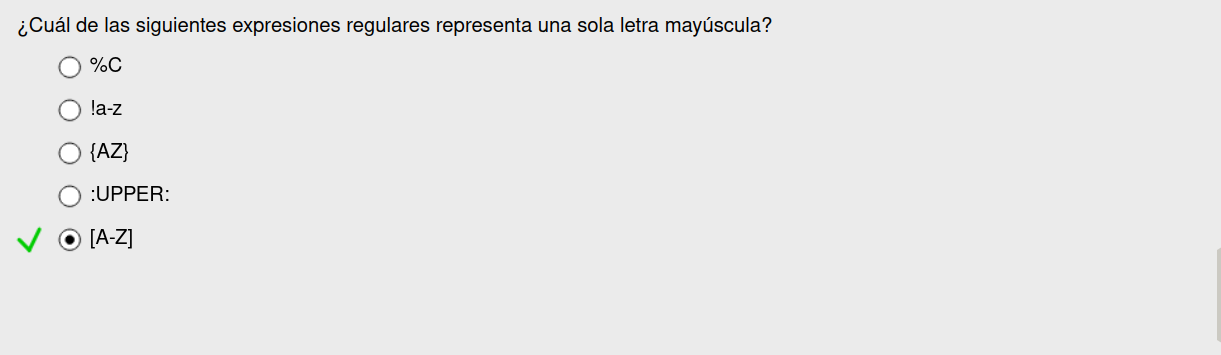 ¿Cuál de las siguientes expresiones regulares representa una sola letra mayúscula?
%C
!a-z
{AZ}
:UPPER:
[A-Z]